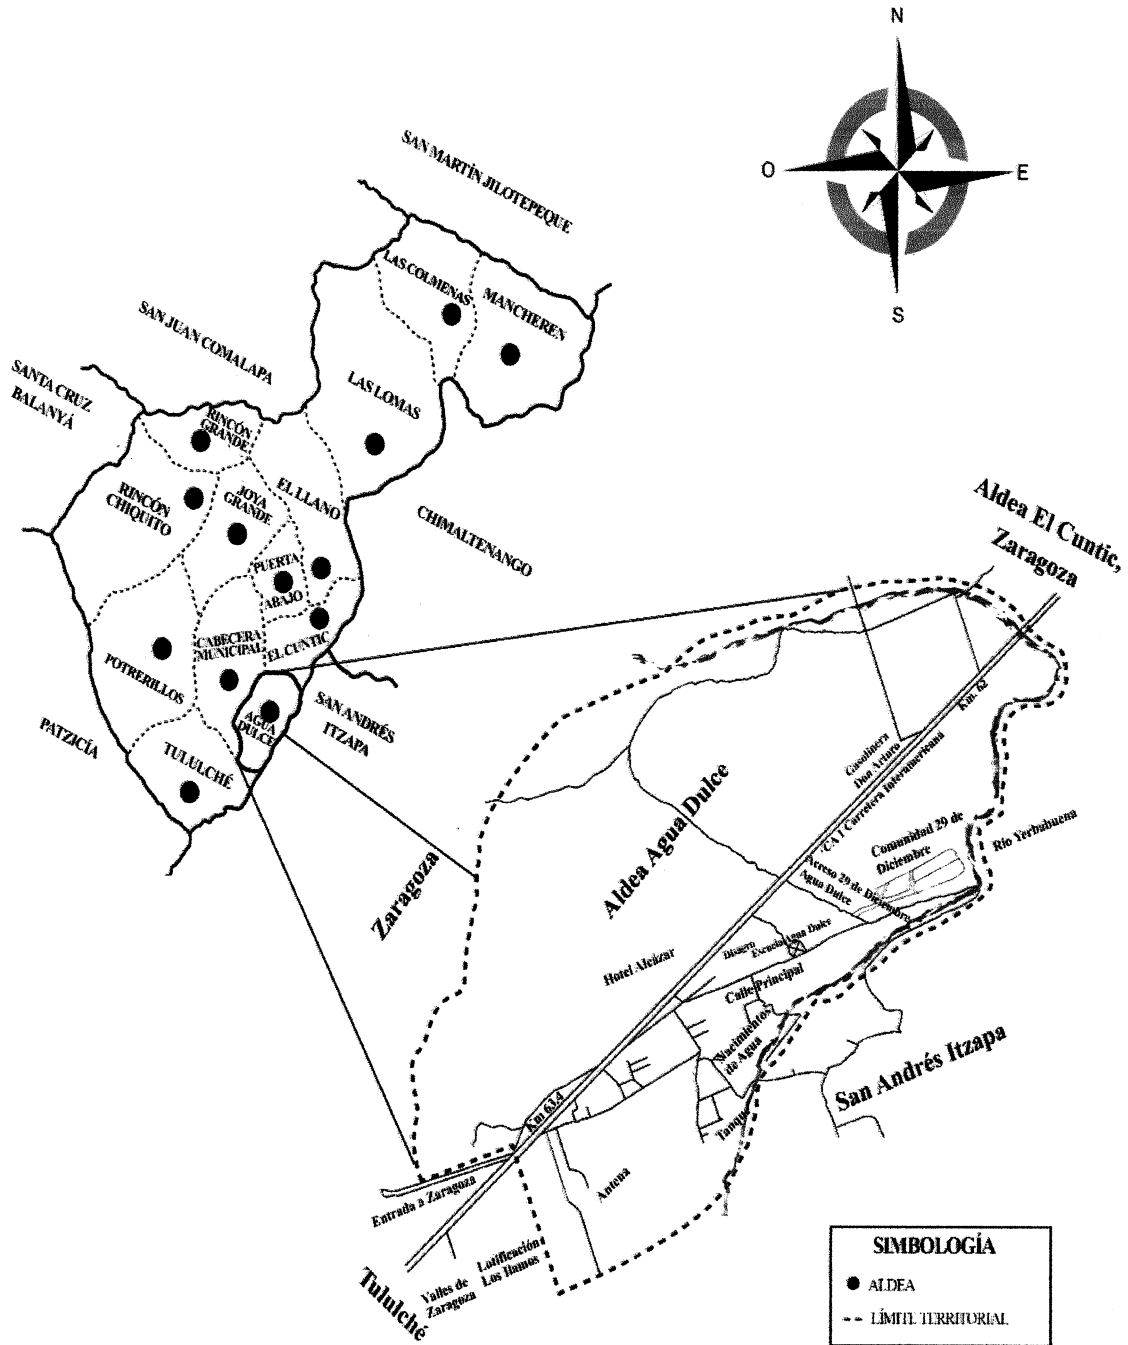 N
O
E
S
SAN MARTÍN JILOTEPEQUE
LAS COLMENAS
MANCHEREN
SAN JUAN COMALAPA
SANTA CRUZ
BALANYÁ
LAS LOMAS
RINCÓN
GRANDE
RINCÓN
CHIQUITO
JOYA
GRANDE
EL LLANO
CHIMALTENANGO
PUERTA
ABAJO
CABECERA
MUNICIPAL
EL CUNTIC
POTRERILLOS
AGUA
DULCE
SAN ANDRÉS
ITZAPA
PATZICÍA
TULULCHÉ
Aldea El Cuntic,
Zaragoza
Km. 62
Gasolinera
Don Arturo
CA1 Carretera Interamericana
Aldea Agua Dulce
Zaragoza
Comunidad 29 de
Diciembre
Río Yerbabuena
Acceso 29 de Diciembre
Agua Dulce
Disagro
Escuela Agua Dulce
Hotel Alcázar
Calle Principal
Nacimientos
de Agua
San Andrés Itzapa
Tanque
Km 63.4
Antena
Entrada a Zaragoza
Lotificación
Los Llamos
Valles de
Zaragoza
Tululché
SIMBOLOGÍA
ALDEA
LÍMITE TERRITORIAL